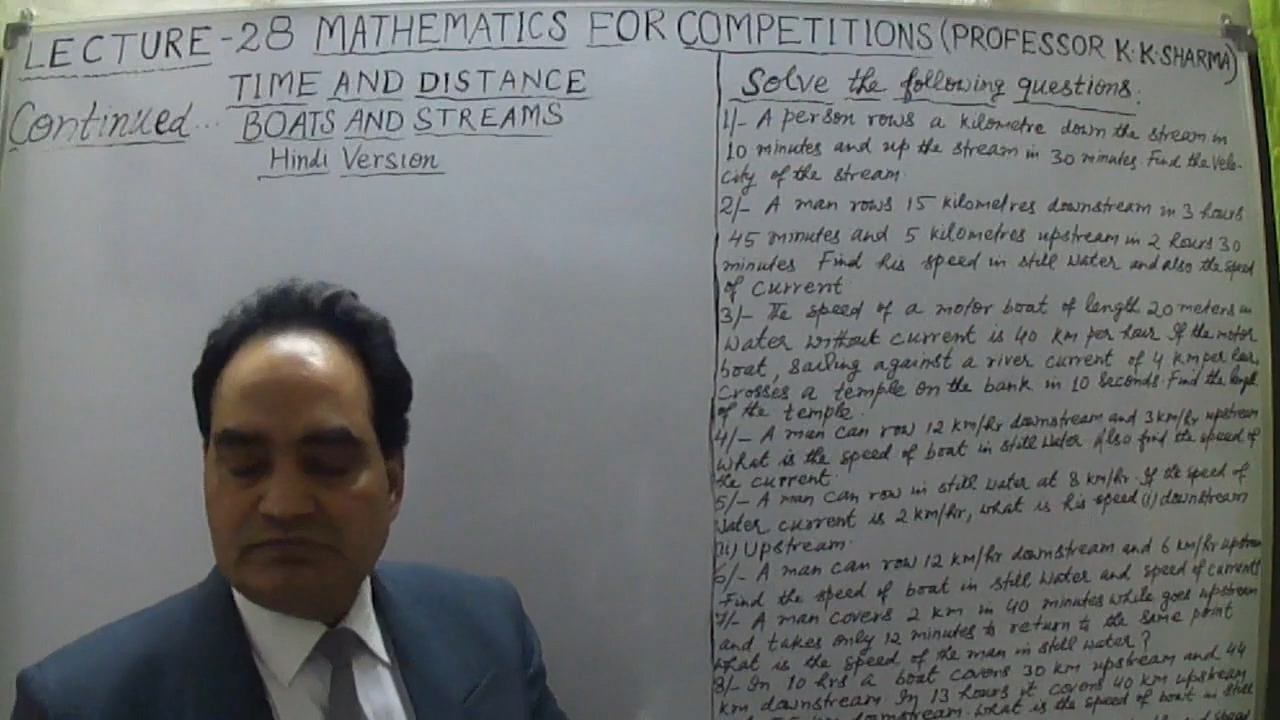 LECTURE-28 MATHEMATICS FOR COMPETITIONS (PROFESSOR K.K.SHARMA)
TIME AND DISTANCE
Continued... BOATS AND STREAMS
Hindi Version
Solve the following questions:
1/- A person rows a kilometre down the stream in
10 minutes and up the stream in 30 minutes. Find the velo-
city of the stream.
2/- A man rows 15 kilometres downstream in 3 hours
45 minutes and 5 kilometres upstream in 2 hours 30
minutes Find his speed in still water and also the speed
of current
3/- The speed of a motor boat of length 20 meters in
water without current is 40 km per hour If the motor
boat, sailing against a river current of 4 km per hour,
crosses a temple on the bank in 10 seconds. Find the length
of the temple.
4/- A man can row 12 km/hr downstream and 3 km/hr upstream
What is the speed of boat in still water Also find the speed of
the current.
5/- A man can row in still water at 8 km/hr. If the speed of
water current is 2 km/hr, what is his speed (i) downstream
(ii) Upstream.
6/- A man can row 12 km/hr downstream and 6 km/hr upstream
Find the speed of boat in still water and speed of current
7/- A man covers 2 km in 40 minutes while goes upstream
and takes only 12 minutes to return to the same point
What is the speed of the man in still water?
8/- In 10 hrs a boat covers 30 km upstream and 44
km downstream. In 13 hours it covers 40 km upstream
km downstream. What is the speed of boat in still